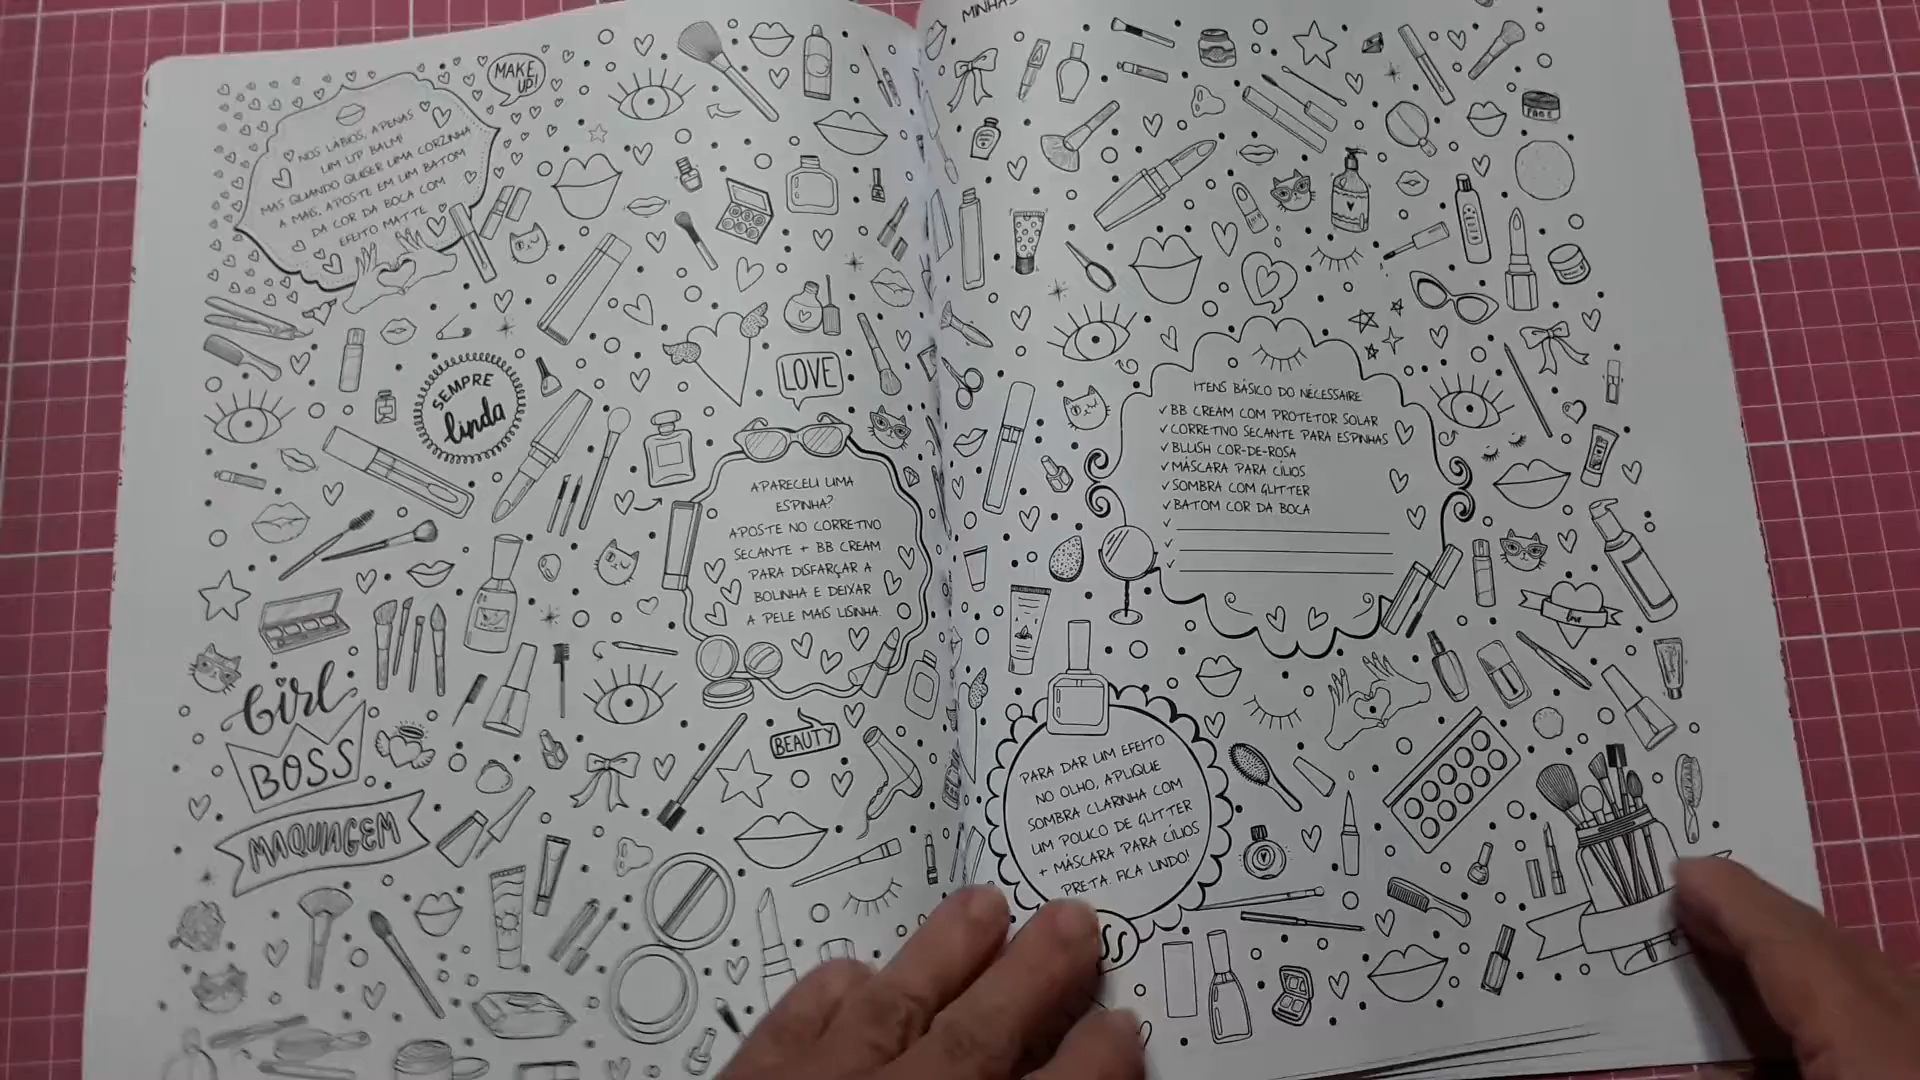 MAKE
UP!
NOS LÁBIOS, APENAS
UM LIP BALM!
MAS QUANDO QUISER UMA CORZINHA
A MAIS, APOSTE EM UM BATOM
DA COR DA BOCA COM
EFEITO MATTE
SEMPRE
linda
LOVE
APARECEU UMA
ESPINHA?
APOSTE NO CORRETIVO
SECANTE + BB CREAM
PARA DISFARÇAR A
BOLINHA E DEIXAR
A PELE MAIS LISINHA.
Girl
BOSS
MAQUIAGEM
BEAUTY
MINHAS
ITENS BÁSICO DO NÉCESSAIRE
✓ BB CREAM COM PROTETOR SOLAR
✓ CORRETIVO SECANTE PARA ESPINHAS
✓ BLUSH COR-DE-ROSA
✓ MÁSCARA PARA CÍLIOS
✓ SOMBRA COM GLITTER
✓ BATOM COR DA BOCA
love
PARA DAR UM EFEITO
NO OLHO, APLIQUE
SOMBRA CLARINHA COM
UM POUCO DE GLITTER
+ MÁSCARA PARA CÍLIOS
PRETA. FICA LINDO!